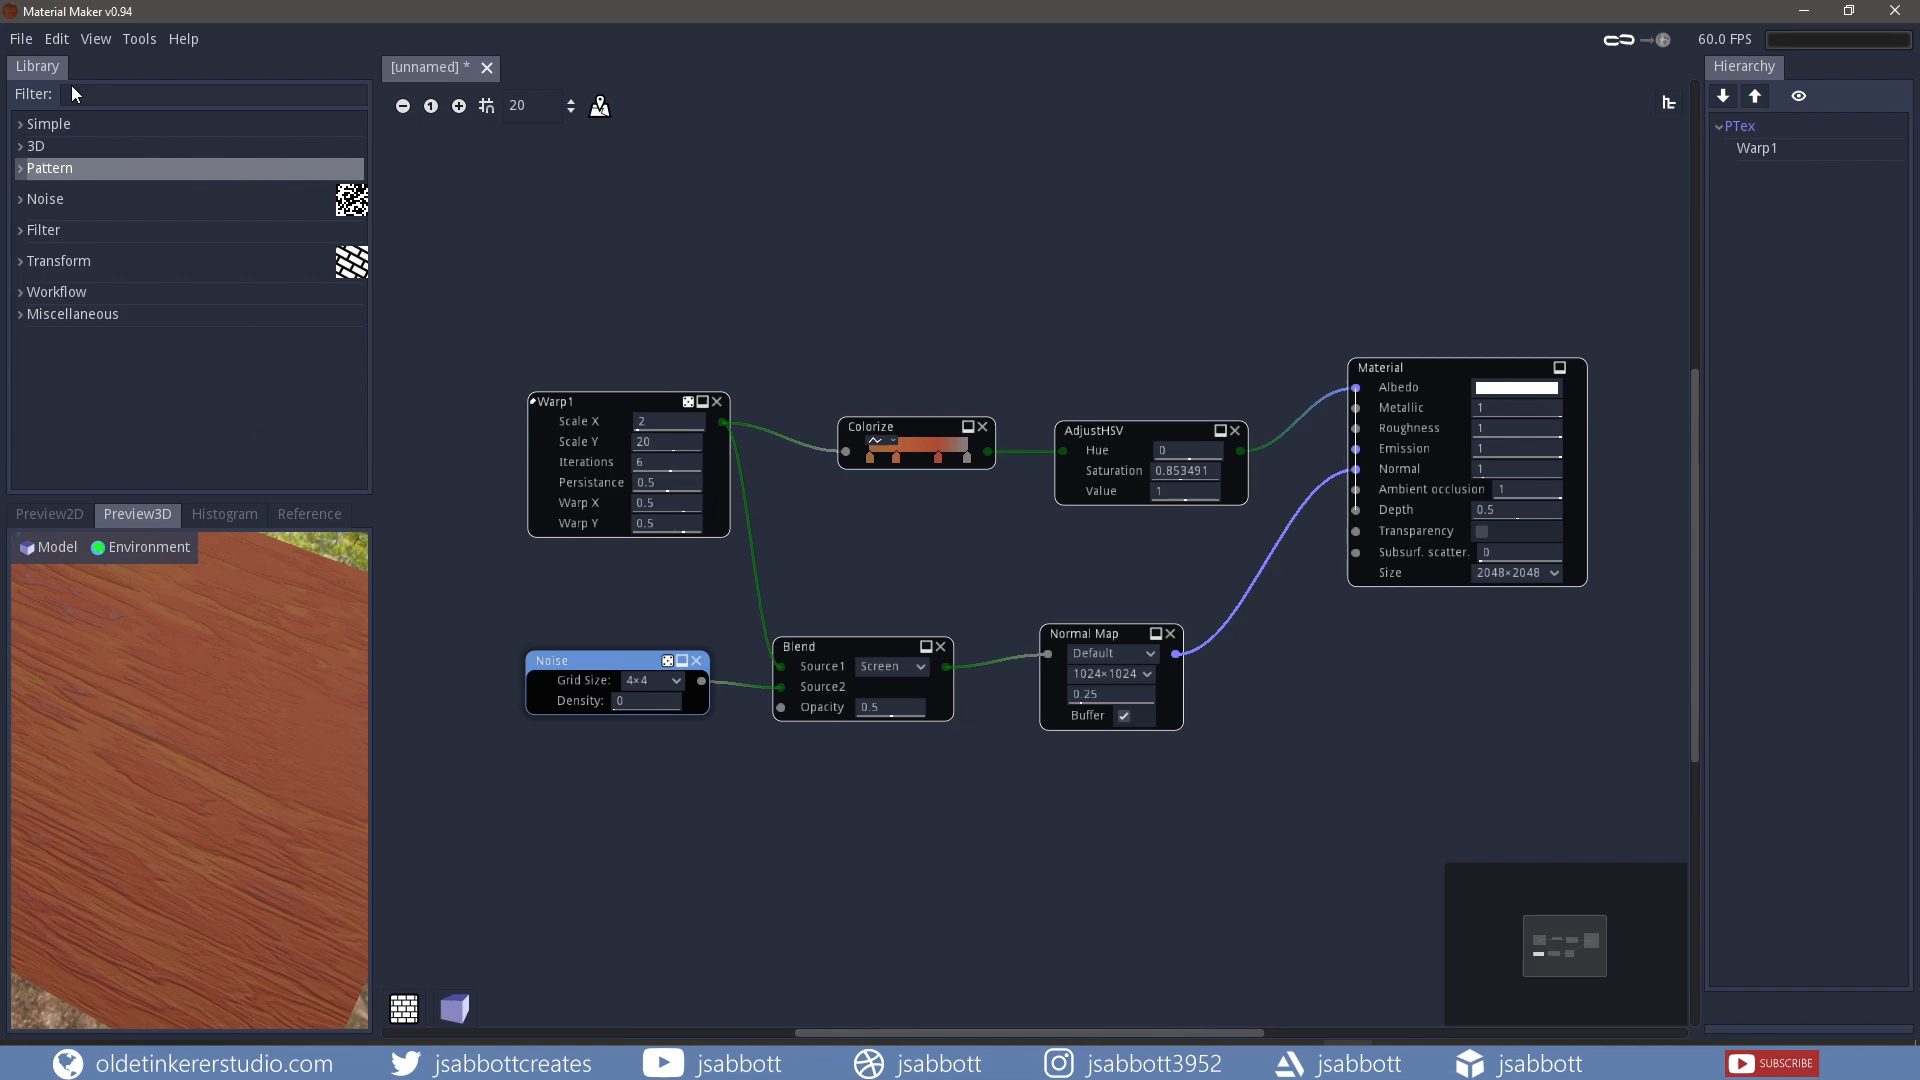 Material Maker v0.94
File Edit View Tools Help
60.0 FPS
Library
[unnamed] *
Hierarchy
Filter:
20
Simple
3D
Pattern
Noise
Filter
Transform
Workflow
Miscellaneous
PTex
Warp1
Preview2D Preview3D Histogram Reference
Model Environment
Warp1
Scale X 2
Scale Y 20
Iterations 6
Persistance 0.5
Warp X 0.5
Warp Y 0.5
Colorize
AdjustHSV
Hue 0
Saturation 0.853491
Value 1
Material
Albedo
Metallic 1
Roughness 1
Emission 1
Normal 1
Ambient occlusion 1
Depth 0.5
Transparency
Subsurf. scatter. 0
Size 2048×2048
Noise
Grid Size: 4×4
Density: 0
Blend
Source1 Screen
Source2
Opacity 0.5
Normal Map
Default
1024×1024
0.25
Buffer
oldetinkererstudio.com jsabbottcreates jsabbott jsabbott jsabbott3952 jsabbott jsabbott SUBSCRIBE